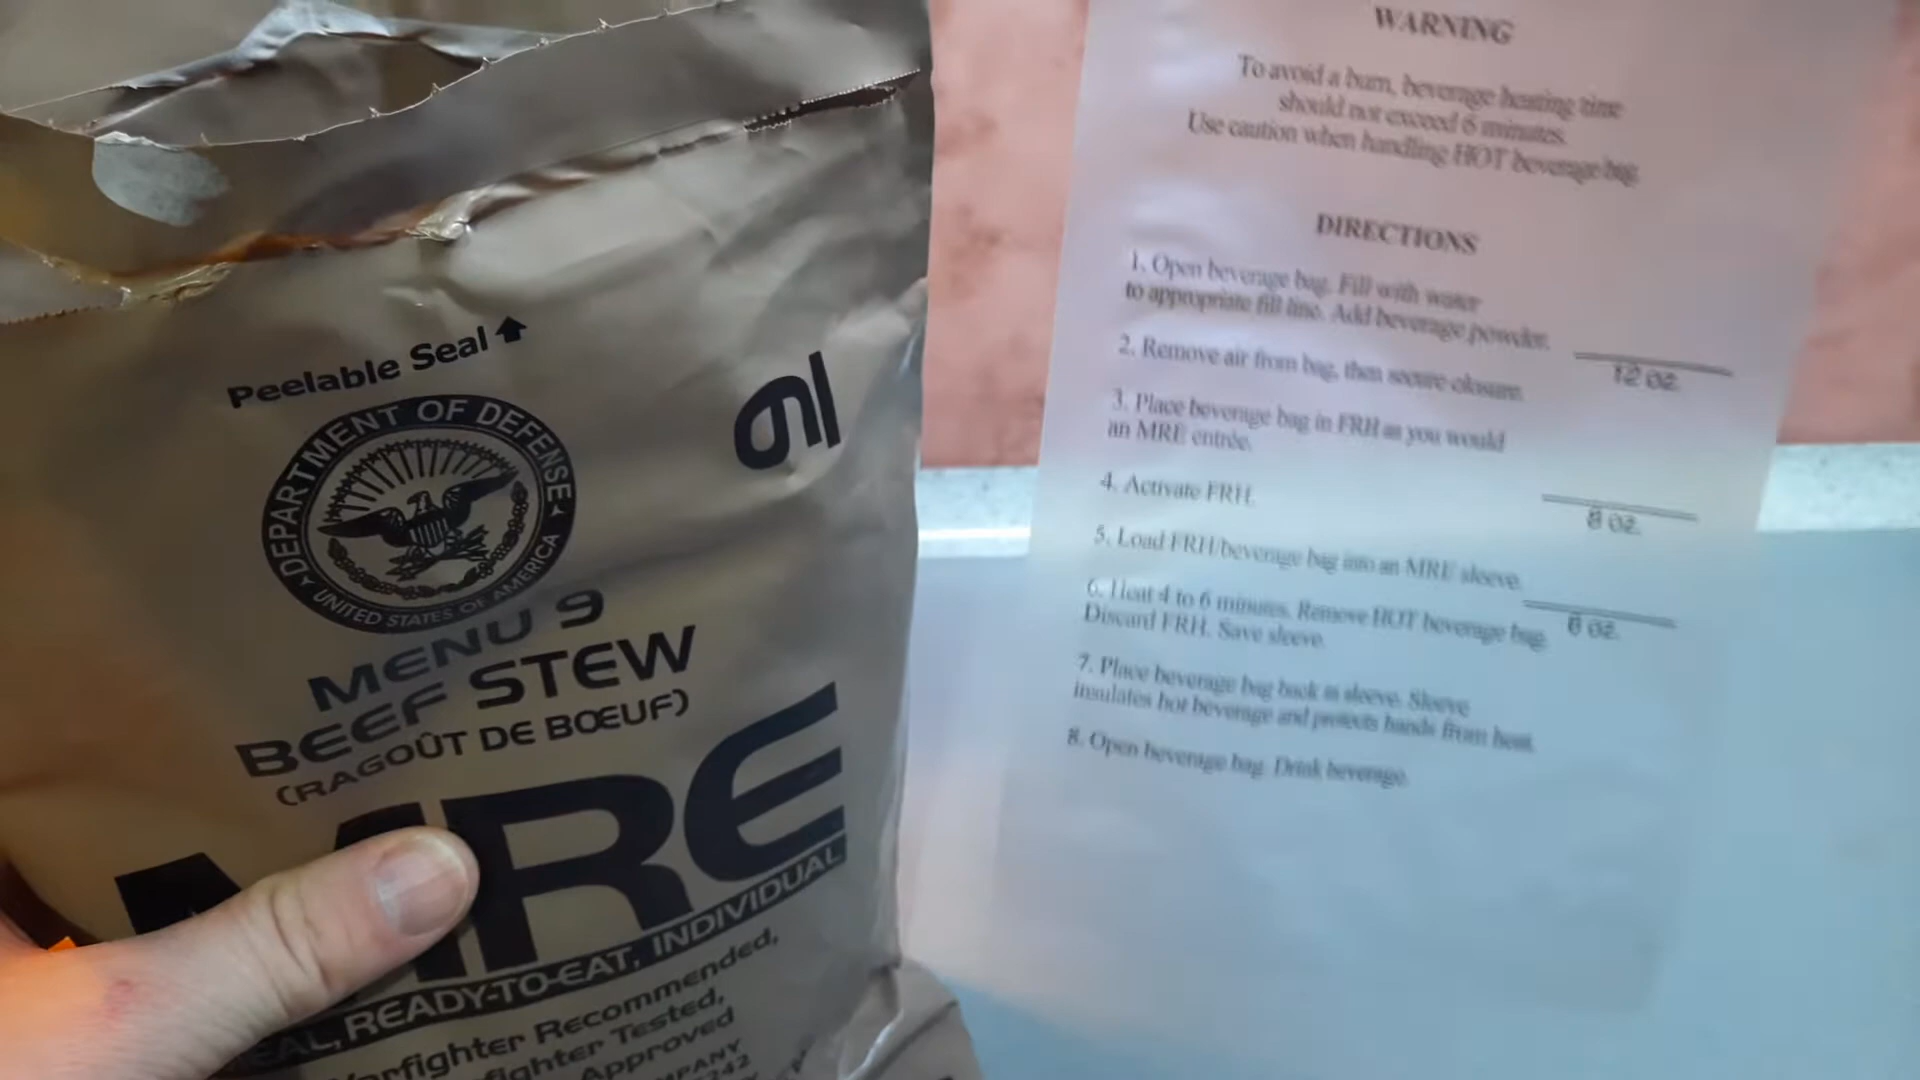 Peelable Seal
9
DEPARTMENT OF DEFENSE
UNITED STATES OF AMERICA
MENU 9
BEEF STEW
(RAGOÛT DE BŒUF)
MRE
MEAL, READY-TO-EAT, INDIVIDUAL
Warfighter Recommended,
fighter Tested,
Approved
MPANY
242
WARNING
To avoid a burn, beverage heating time
should not exceed 6 minutes.
Use caution when handling HOT beverage bag.
DIRECTIONS
1. Open beverage bag. Fill with water
to appropriate fill line. Add beverage powder.
2. Remove air from bag, then secure closure.
12 oz.
3. Place beverage bag in FRH as you would
an MRE entrée.
4. Activate FRH.
8 oz.
5. Load FRH/beverage bag into an MRE sleeve.
6. Heat 4 to 6 minutes. Remove HOT beverage bag.
Discard FRH. Save sleeve.
6 oz.
7. Place beverage bag back in sleeve. Sleeve
insulates hot beverage and protects hands from heat.
8. Open beverage bag. Drink beverage.